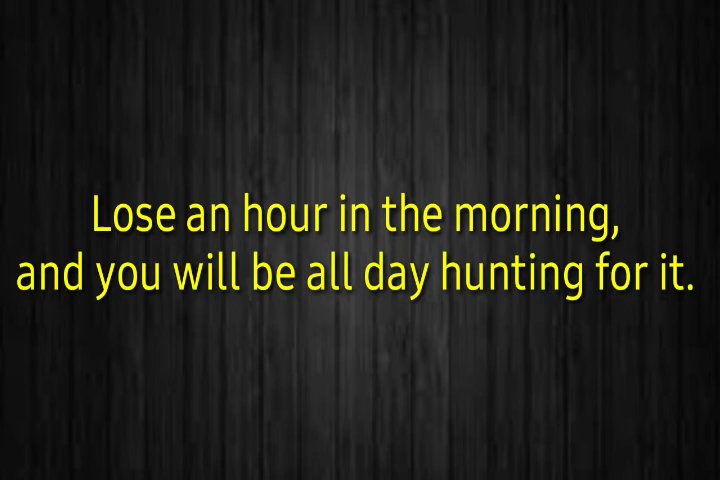 Lose an hour in the morning,
and you will be all day hunting for it.